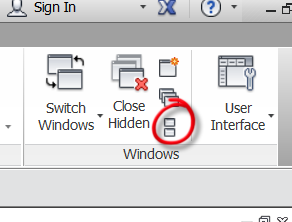 Sign In
Switch Windows
Close Hidden
User Interface
Windows